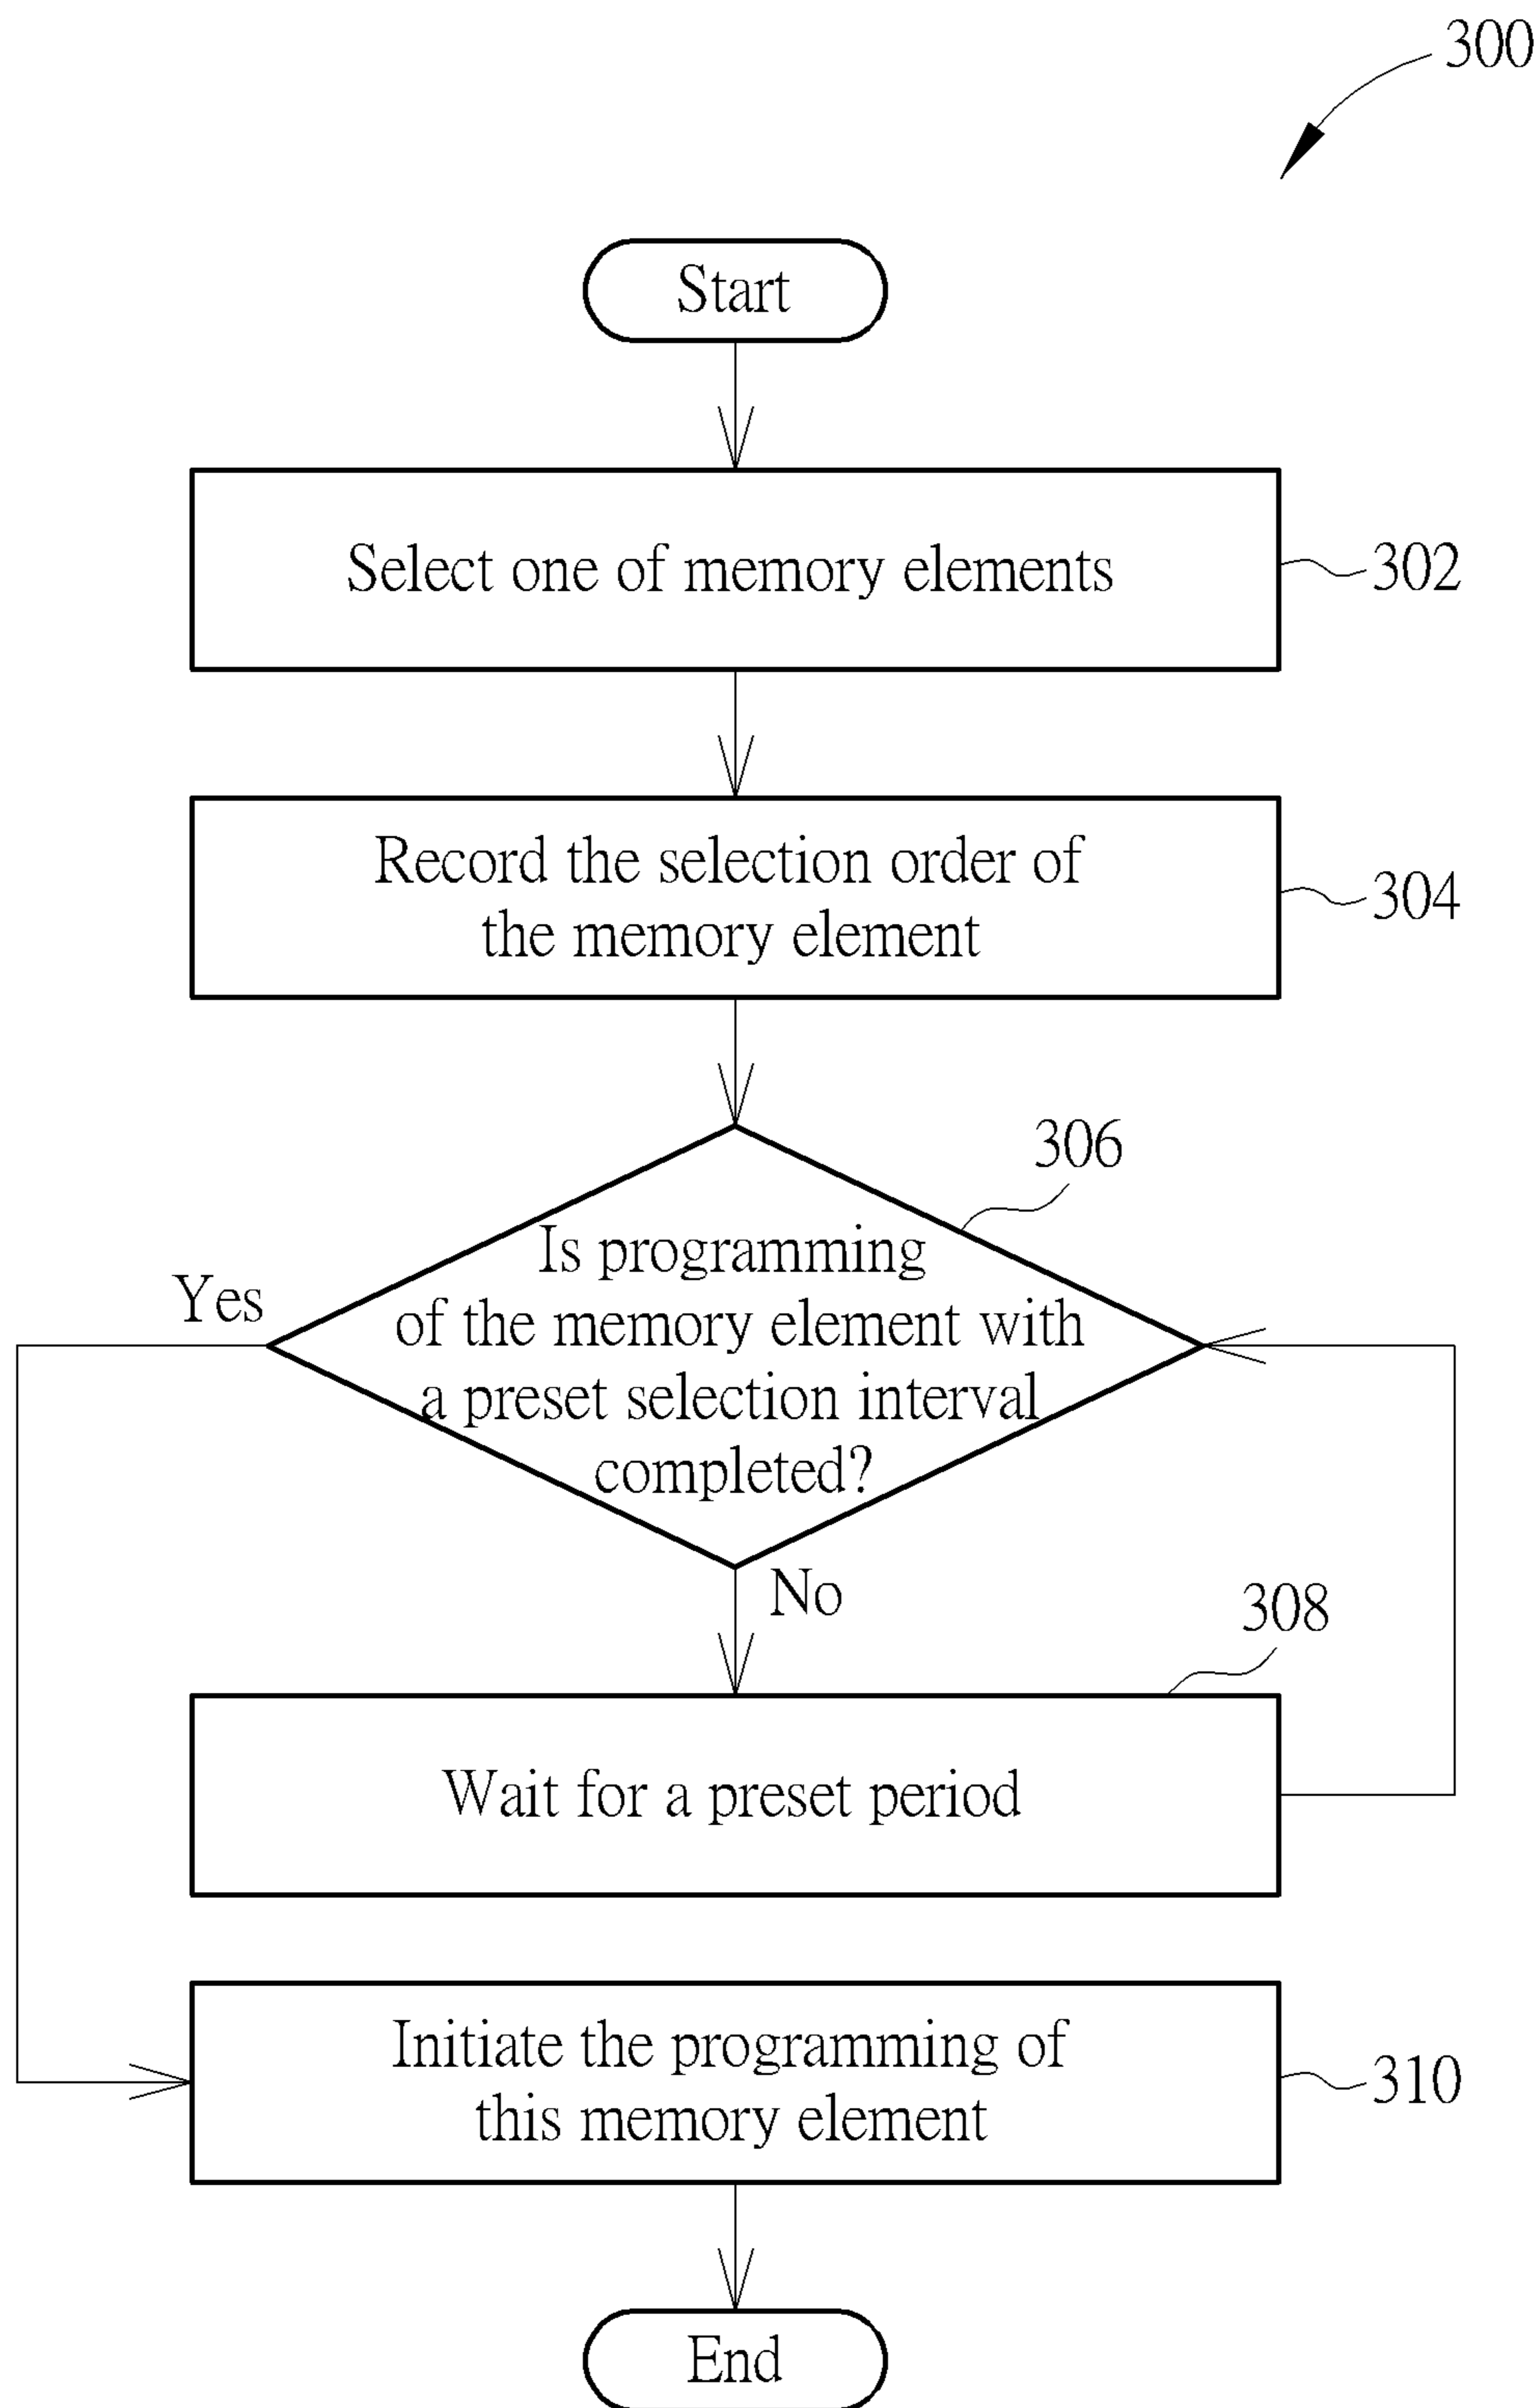 300
Start
Select one of memory elements
302
Record the selection order of
the memory element
304
306
Is programming
of the memory element with
a preset selection interval
completed?
Yes
No
308
Wait for a preset period
Initiate the programming of
this memory element
310
End